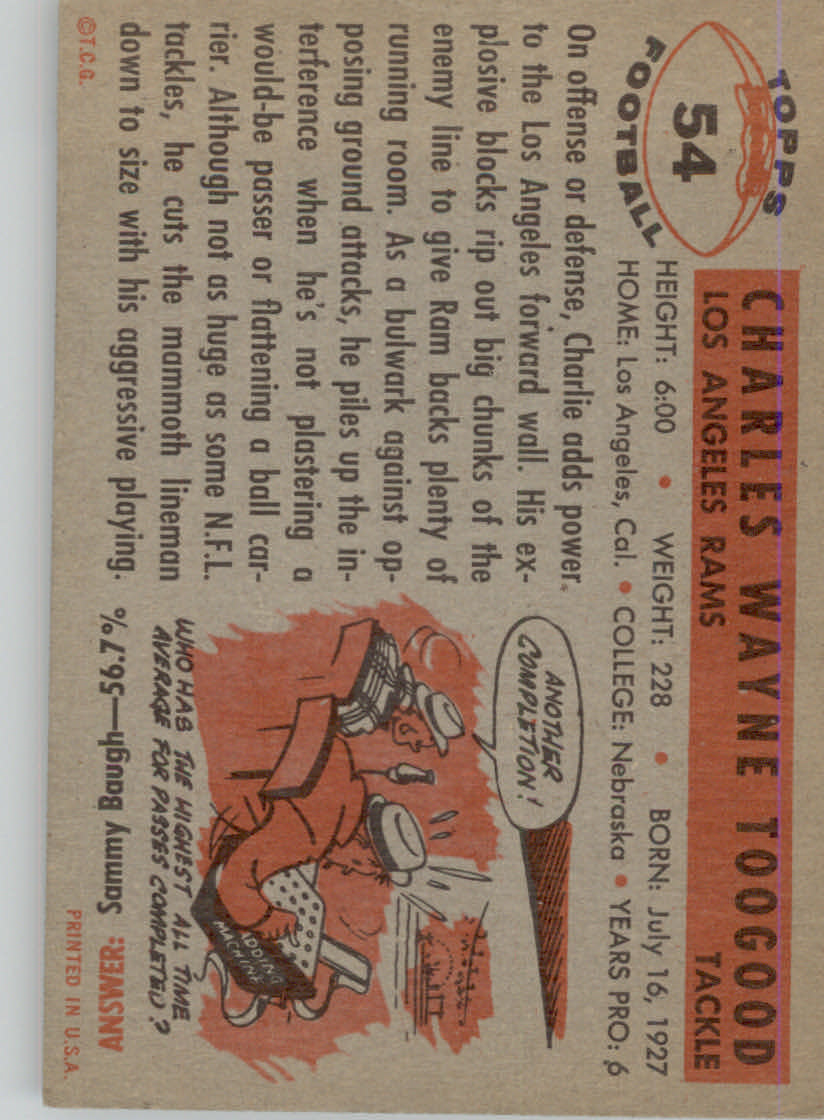 TOPPS
54
FOOTBALL
CHARLES WAYNE TOOGOOD
LOS ANGELES RAMS TACKLE
HEIGHT: 6:00 • WEIGHT: 228 • BORN: July 16, 1927
HOME: Los Angeles, Cal. • COLLEGE: Nebraska • YEARS PRO: 6
On offense or defense, Charlie adds power
to the Los Angeles forward wall. His ex-
plosive blocks rip out big chunks of the
enemy line to give Ram backs plenty of
running room. As a bulwark against op-
posing ground attacks, he piles up the in-
terference when he's not plastering a
would-be passer or flattening a ball car-
rier. Although not as huge as some N.F.L.
tackles, he cuts the mammoth lineman
down to size with his aggressive playing.
©T.C.G.
ANOTHER
COMPLETION!
ADDING
MACHINE
WHO HAS THE HIGHEST ALL TIME
AVERAGE FOR PASSES COMPLETED?
ANSWER: Sammy Baugh—56.7%
PRINTED IN U.S.A.